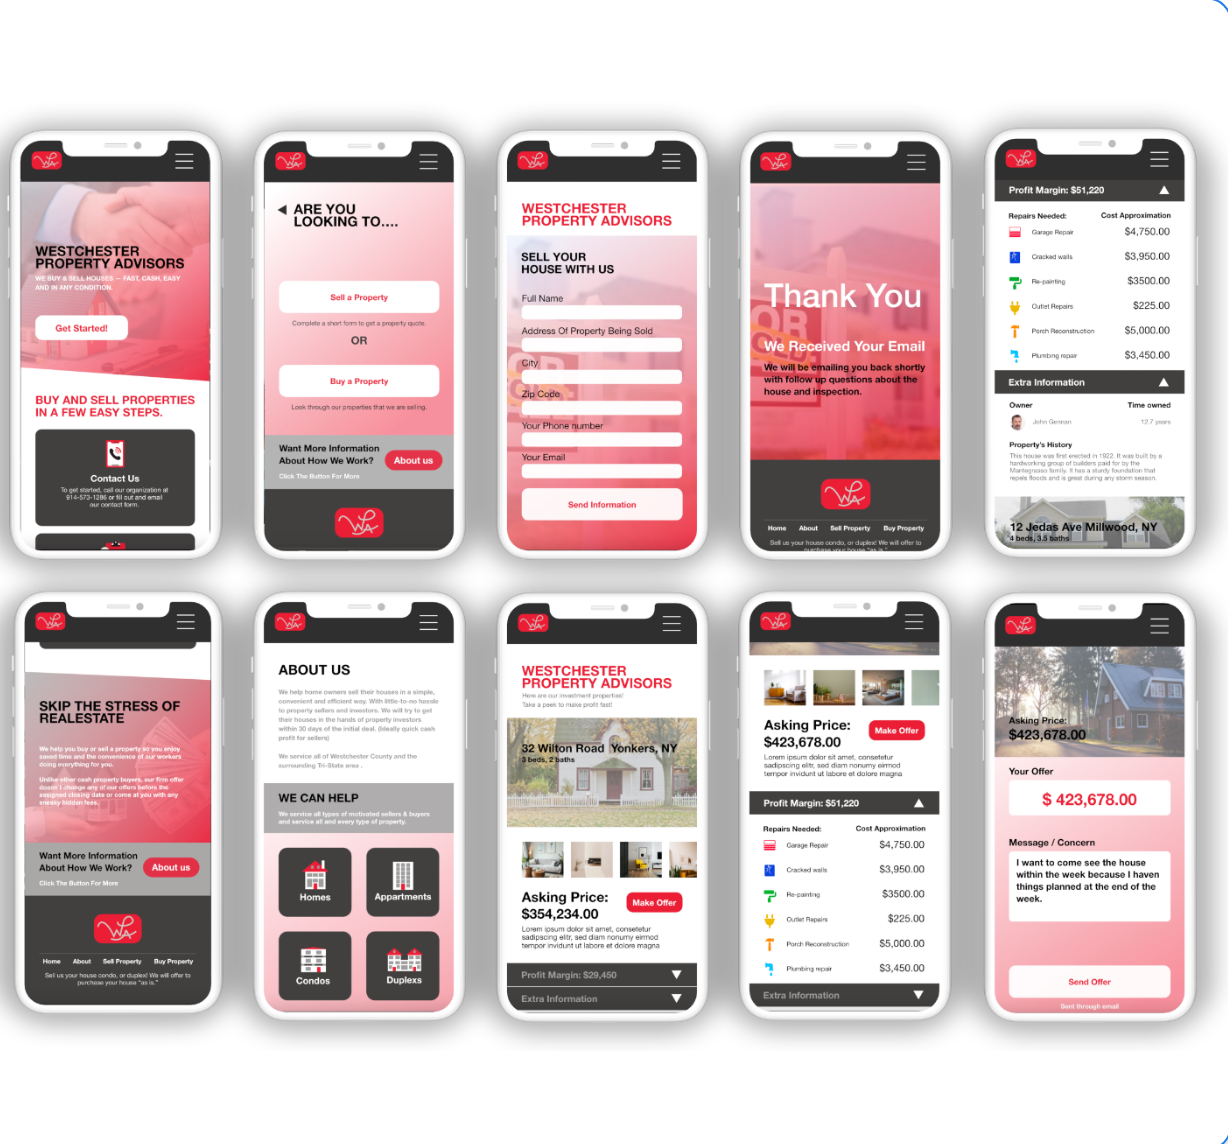 WESTCHESTER
PROPERTY ADVISORS
WE BUY & SELL HOUSES — FAST, CASH, EASY
AND IN ANY CONDITION
Get Started!
BUY AND SELL PROPERTIES
IN A FEW EASY STEPS.
Contact Us
To get started, call our organization at
914-573-1286 or fill out and email
our contact form.
ARE YOU
LOOKING TO....
Sell a Property
Complete a short form to get a property quote.
OR
Buy a Property
Look through our properties that we are selling.
Want More Information
About How We Work?
About us
Click The Button For More
WPA
WESTCHESTER
PROPERTY ADVISORS
SELL YOUR
HOUSE WITH US
Full Name
Address Of Property Being Sold
City
Zip Code
Your Phone number
Your Email
Send Information
Thank You
We Received Your Email
We will be emailing you back shortly
with follow up questions about the
house and inspection.
WPA
Home About Sell Property Buy Property
Sell us your house condo, or duplex! We will offer to
purchase your house "as is."
Profit Margin: $51,220
Repairs Needed: Cost Approximation
Garage Repair $4,750.00
Cracked walls $3,950.00
Re-painting $3500.00
Outlet Repairs $225.00
Porch Reconstruction $5,000.00
Plumbing repair $3,450.00
Extra Information
Owner Time owned
John German 12.7 years
Property's History
This house was first erected in 1922. It was built by a
hardworking group of builders paid for by the
Mantegnasso family. It has a sturdy foundation that
repels floods and is great during any storm season.
12 Jedas Ave Millwood, NY
4 beds, 3.5 baths
SKIP THE STRESS OF
REALESTATE
We help you buy or sell a property so you enjoy
saved time and the convenience of our workers
doing everything for you.
Unlike other cash property buyers, our firm offer
doesn't change any of our offers before the
assigned closing date or come at you with any
sneaky hidden fees.
Want More Information
About How We Work?
About us
Click The Button For More
WPA
Home About Sell Property Buy Property
Sell us your house condo, or duplex! We will offer to
purchase your house "as is."
ABOUT US
We help home owners sell their houses in a simple,
convenient and efficient way. With little-to-no hassle
to property sellers and investors. We will try to get
their houses in the hands of property investors
within 30 days of the initial deal. (Ideally quick cash
profit for sellers)
We service all of Westchester County and the
surrounding Tri-State area .
WE CAN HELP
We service all types of moticated sellers & buyers
and service all and every type of property.
Homes
Appartments
Condos
Duplexs
WESTCHESTER
PROPERTY ADVISORS
Here are our investment properties!
Take a peek to make profit fast!
32 Wilton Road Yonkers, NY
3 beds, 2 baths
Asking Price:
$354,234.00
Make Offer
Lorem ipsum dolor sit amet, consetetur
sadipscing elitr, sed diam nonumy eirmod
tempor invidunt ut labore et dolore magna
Profit Margin: $29,450
Extra Information
Asking Price:
$423,678.00
Make Offer
Lorem ipsum dolor sit amet, consetetur
sadipscing elitr, sed diam nonumy eirmod
tempor invidunt ut labore et dolore magna
Profit Margin: $51,220
Repairs Needed: Cost Approximation
Garage Repair $4,750.00
Cracked walls $3,950.00
Re-painting $3500.00
Outlet Repairs $225.00
Porch Reconstruction $5,000.00
Plumbing repair $3,450.00
Extra Information
Asking Price:
$423,678.00
Your Offer
$ 423,678.00
Message / Concern
I want to come see the house
within the week because I haven
things planned at the end of the
week.
Send Offer
Sent through email